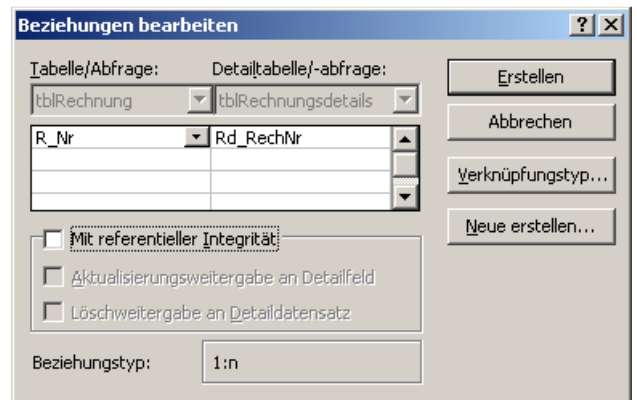 Beziehungen bearbeiten
Tabelle/Abfrage: Detailtabelle/-abfrage:
tblRechnung tblRechnungsdetails
R_Nr Rd_RechNr
Mit referentieller Integrität
Aktualisierungsweitergabe an Detailfeld
Löschweitergabe an Detaildatensatz
Beziehungstyp: 1:n
Erstellen
Abbrechen
Verknüpfungstyp...
Neue erstellen...